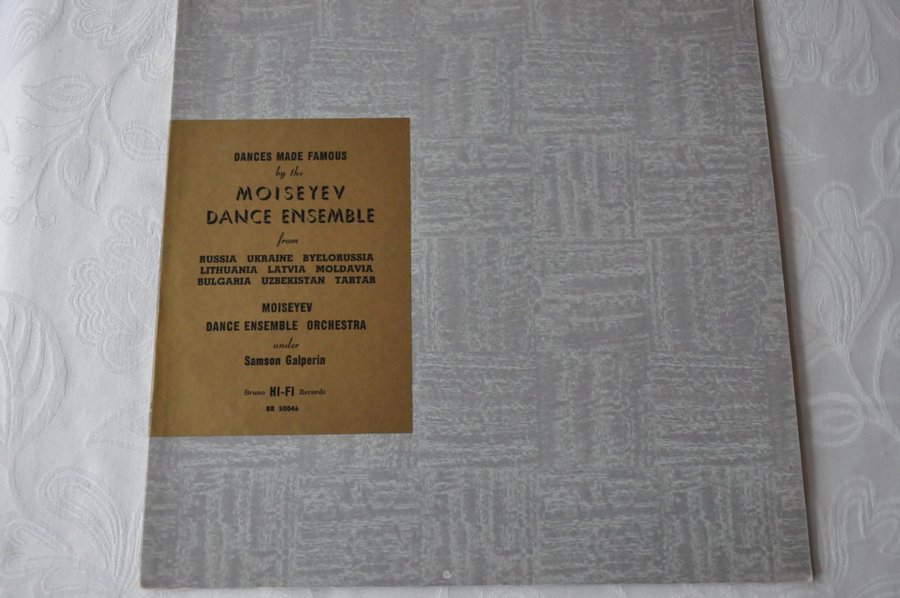 DANCES MADE FAMOUS
by the
MOISEYEV
DANCE ENSEMBLE
from
RUSSIA UKRAINE BYELORUSSIA
LITHUANIA LATVIA MOLDAVIA
BULGARIA UZBEKISTAN TARTAR
MOISEYEV
DANCE ENSEMBLE ORCHESTRA
under
Samson Galperin
Bruno HI-FI Records
BR 50046